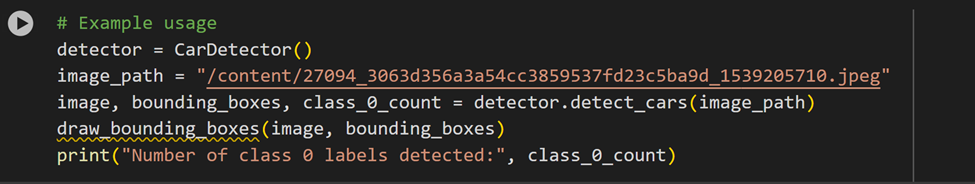 # Example usage
detector = CarDetector()
image_path = "/content/27094_3063d356a3a54cc3859537fd23c5ba9d_1539205710.jpeg"
image, bounding_boxes, class_0_count = detector.detect_cars(image_path)
draw_bounding_boxes(image, bounding_boxes)
print("Number of class 0 labels detected:", class_0_count)